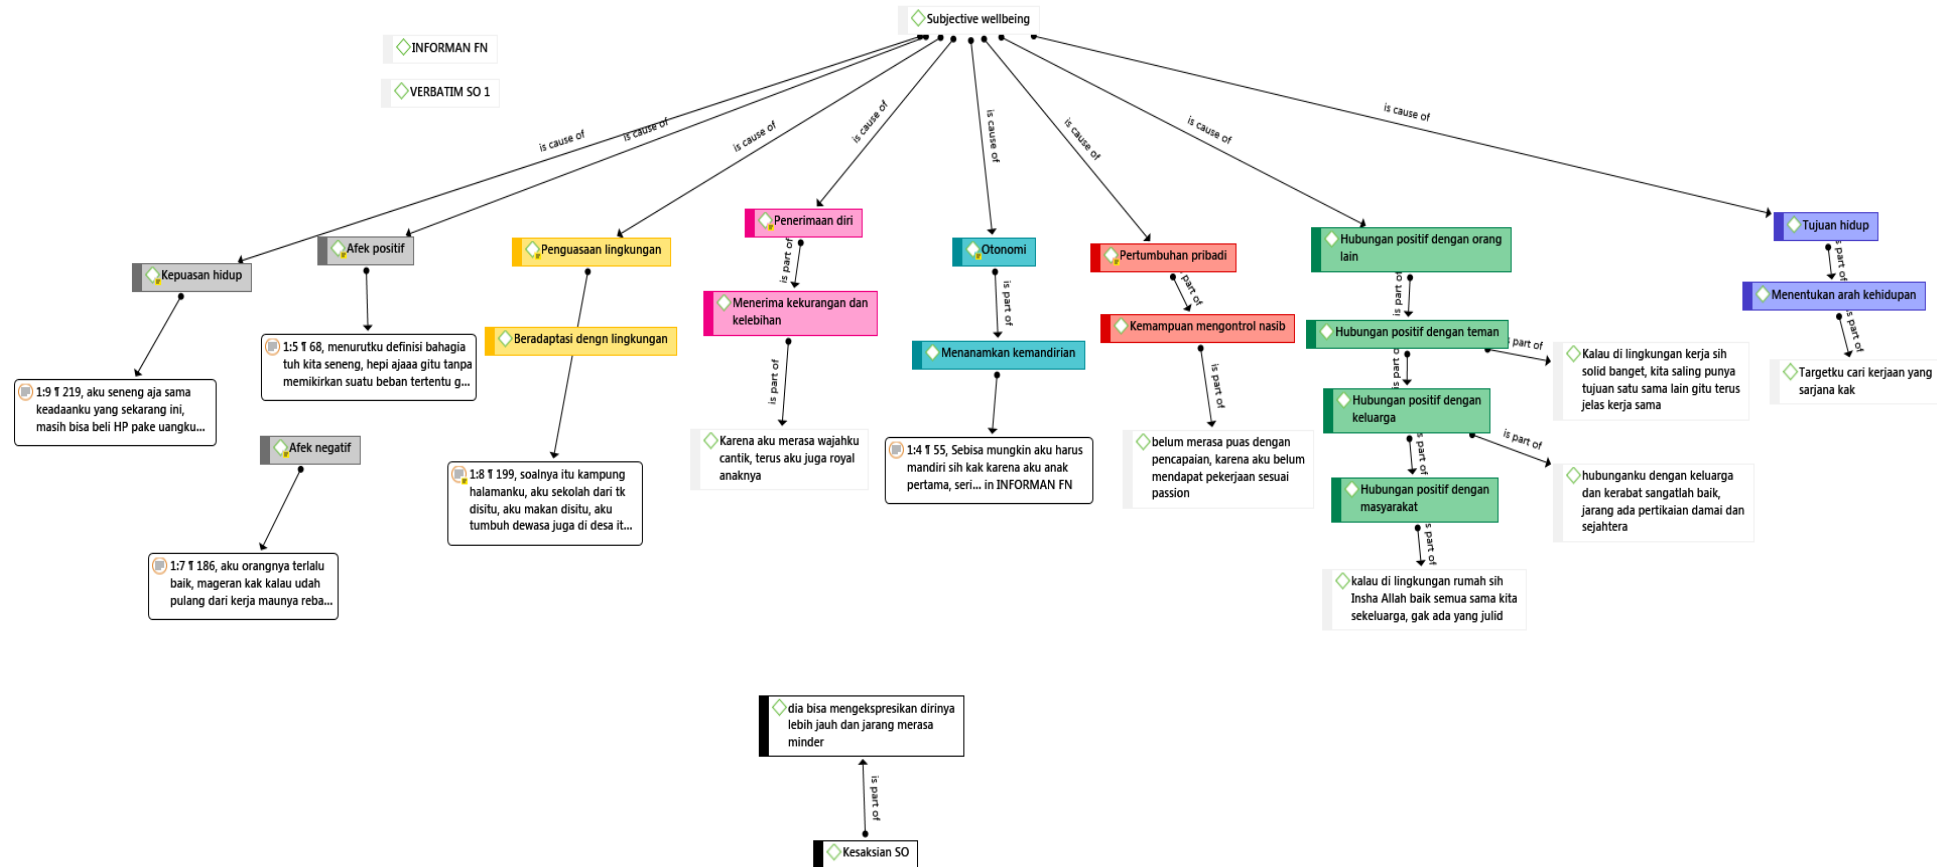 Subjective wellbeing
INFORMAN FN
VERBATIM SO 1
is cause of
is cause of
is cause of
is cause of
is cause of
is cause of
is cause of
is cause of
Kepuasan hidup
1:9 ¶ 219, aku seneng aja sama
keadaanku yang sekarang ini,
masih bisa beli HP pake uangku...
Afek positif
1:5 ¶ 68, menurutku definisi bahagia
tuh kita seneng, hepi ajaaa gitu tanpa
memikirkan suatu beban tertentu g...
Afek negatif
1:7 ¶ 186, aku orangnya terlalu
baik, mageran kak kalau udah
pulang dari kerja maunya reba...
Penguasaan lingkungan
Beradaptasi dengn lingkungan
1:8 ¶ 199, soalnya itu kampung
halamanku, aku sekolah dari tk
disitu, aku makan disitu, aku
tumbuh dewasa juga di desa it...
Penerimaan diri
is part of
Menerima kekurangan dan
kelebihan
is part of
Karena aku merasa wajahku
cantik, terus aku juga royal
anaknya
Otonomi
is part of
Menanamkan kemandirian
1:4 ¶ 55, Sebisa mungkin aku harus
mandiri sih kak karena aku anak
pertama, seri... in INFORMAN FN
Pertumbuhan pribadi
is part of
Kemampuan mengontrol nasib
is part of
belum merasa puas dengan
pencapaian, karena aku belum
mendapat pekerjaan sesuai
passion
Hubungan positif dengan orang
lain
is part of
Hubungan positif dengan teman
is part of
Kalau di lingkungan kerja sih
solid banget, kita saling punya
tujuan satu sama lain gitu terus
jelas kerja sama
is part of
Hubungan positif dengan
keluarga
is part of
hubunganku dengan keluarga
dan kerabat sangatlah baik,
jarang ada pertikaian damai dan
sejahtera
is part of
Hubungan positif dengan
masyarakat
is part of
kalau di lingkungan rumah sih
Insha Allah baik semua sama kita
sekeluarga, gak ada yang julid
Tujuan hidup
is part of
Menentukan arah kehidupan
is part of
Targetku cari kerjaan yang
sarjana kak
dia bisa mengekspresikan dirinya
lebih jauh dan jarang merasa
minder
is part of
Kesaksian SO